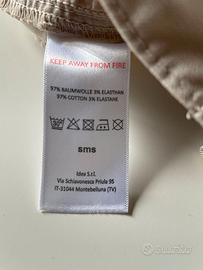 KEEP AWAY FROM FIRE
97% BAUMWOLLE 3% ELASTHAN
97% COTTON 3% ELASTANE
sms
Idea S.r.l.
Via Schiavonesca Priula 95
IT-31044 Montebelluna (TV)
subito